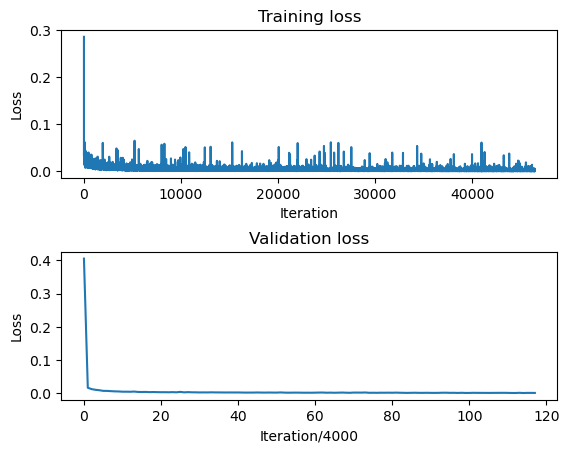 Training loss
0.3
0.2
0.1
0.0
Loss
0 10000 20000 30000 40000
Iteration
Validation loss
0.4
0.3
0.2
0.1
0.0
Loss
0 20 40 60 80 100 120
Iteration/4000